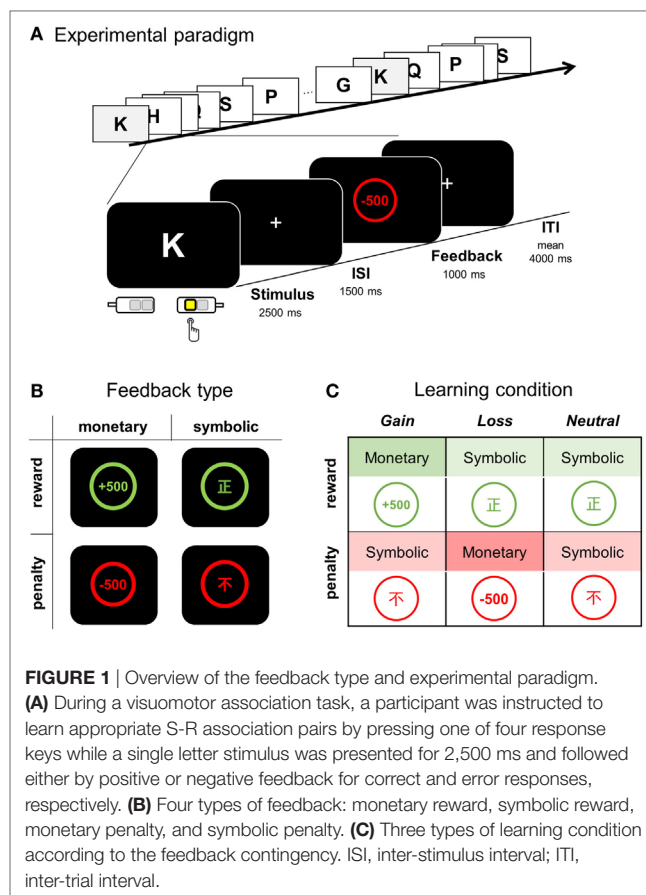 A Experimental paradigm
K H Q S P ... G K Q P S
K
+
-500
+
Stimulus
2500 ms
ISI
1500 ms
Feedback
1000 ms
ITI
mean
4000 ms
B Feedback type
monetary symbolic
reward
+500 正
penalty
-500 不
C Learning condition
Gain Loss Neutral
reward
Monetary Symbolic Symbolic
+500 正 正
penalty
Symbolic Monetary Symbolic
不 -500 不
FIGURE 1 | Overview of the feedback type and experimental paradigm.
(A) During a visuomotor association task, a participant was instructed to
learn appropriate S-R association pairs by pressing one of four response
keys while a single letter stimulus was presented for 2,500 ms and followed
either by positive or negative feedback for correct and error responses,
respectively. (B) Four types of feedback: monetary reward, symbolic reward,
monetary penalty, and symbolic penalty. (C) Three types of learning condition
according to the feedback contingency. ISI, inter-stimulus interval; ITI,
inter-trial interval.